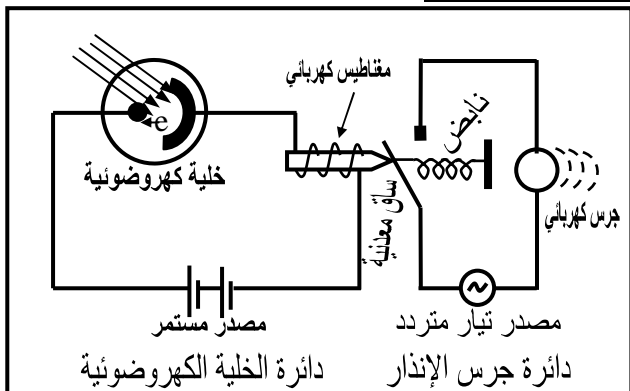 مغناطيس كهربائي
e
نابض
خلية كهروضوئية
ساق معدنية
جرس كهربائي
مصدر مستمر
مصدر تيار متردد
دائرة الخلية الكهروضوئية
دائرة جرس الإنذار